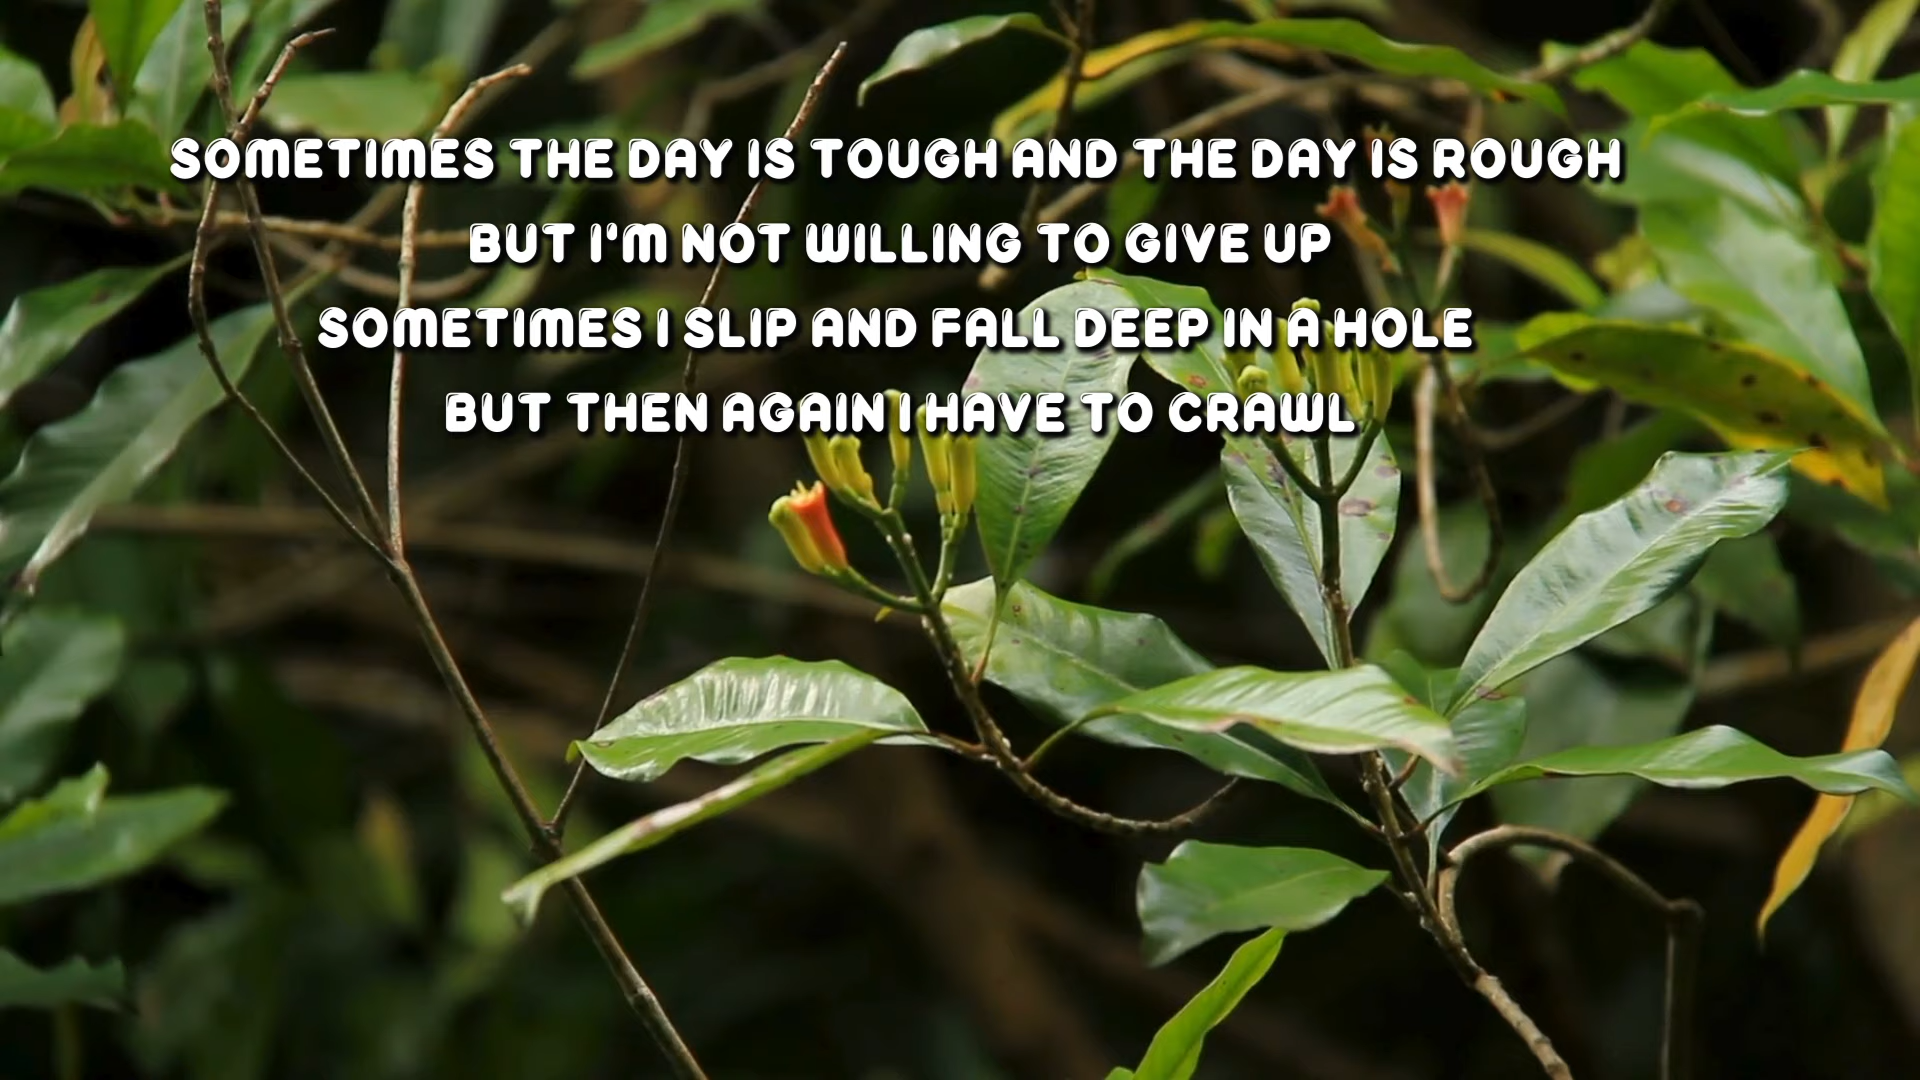 SOMETIMES THE DAY IS TOUGH AND THE DAY IS ROUGH
BUT I'M NOT WILLING TO GIVE UP
SOMETIMES I SLIP AND FALL DEEP IN A HOLE
BUT THEN AGAIN I HAVE TO CRAWL